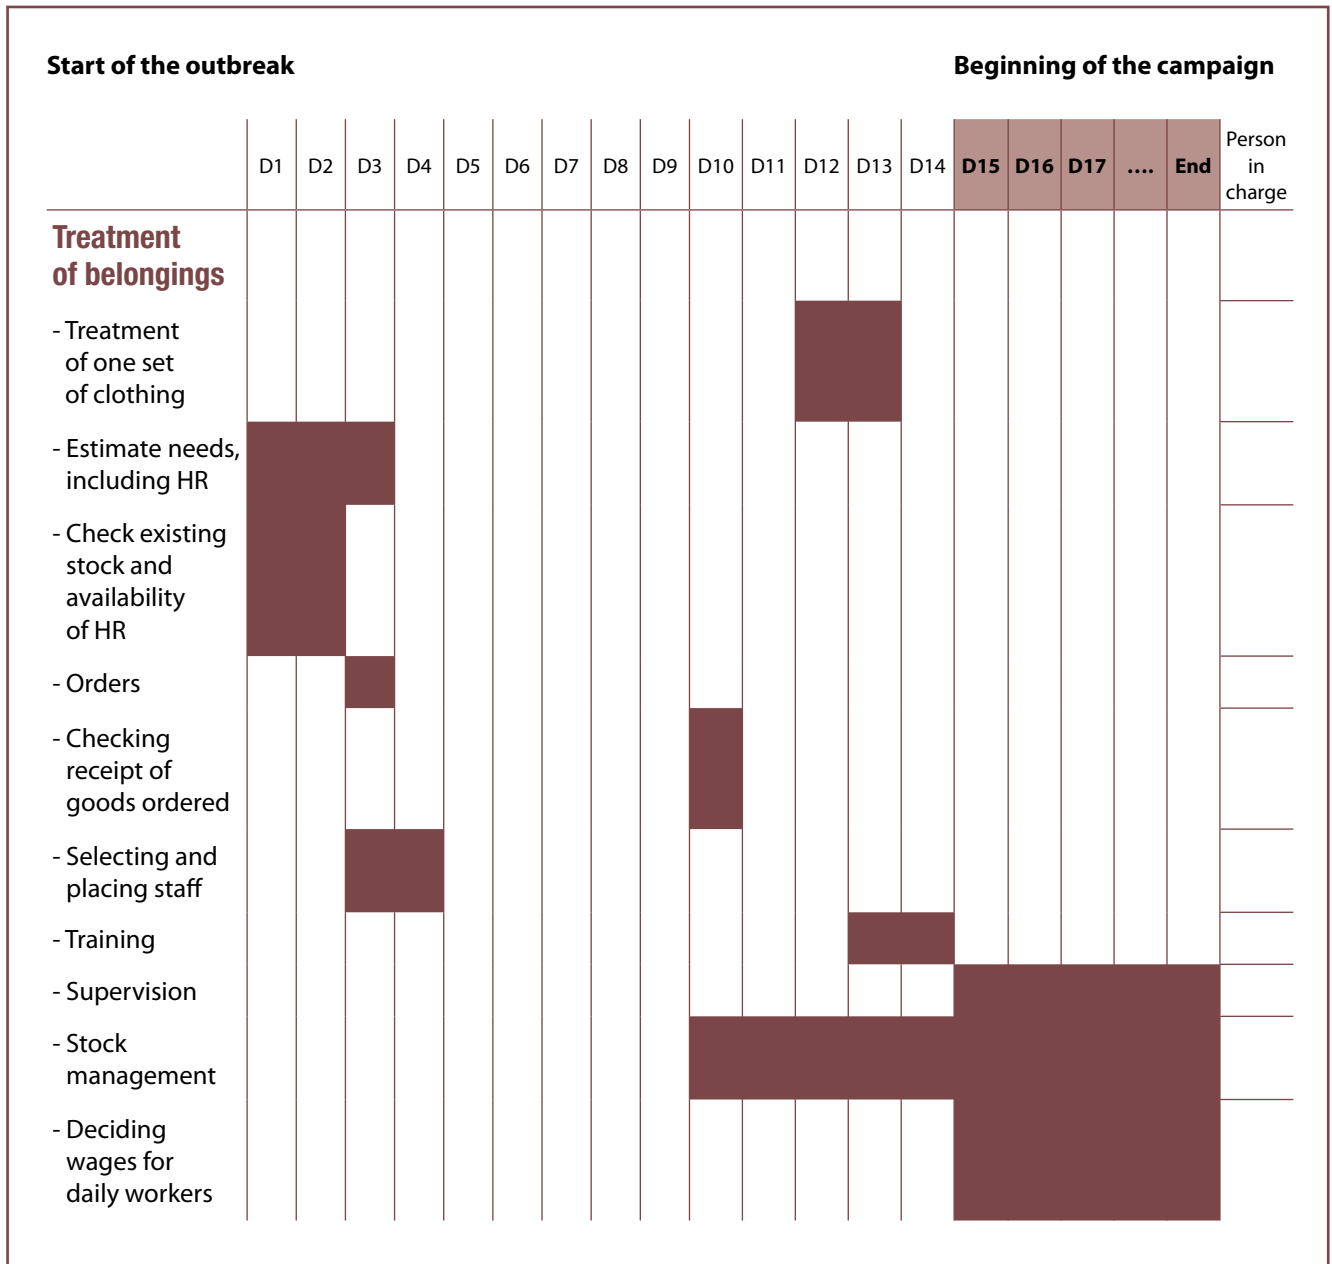 Start of the outbreak
Beginning of the campaign
D1 D2 D3 D4 D5 D6 D7 D8 D9 D10 D11 D12 D13 D14 D15 D16 D17 .... End
Person
in
charge
Treatment
of belongings
- Treatment
of one set
of clothing
- Estimate needs,
including HR
- Check existing
stock and
availability
of HR
- Orders
- Checking
receipt of
goods ordered
- Selecting and
placing staff
- Training
- Supervision
- Stock
management
- Deciding
wages for
daily workers